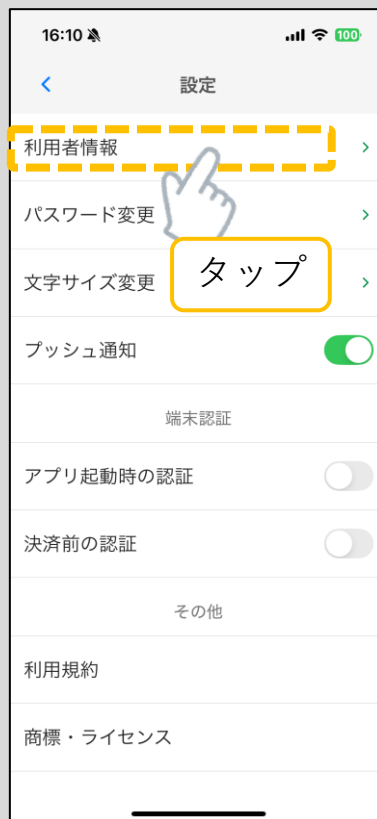 16:10
100
設定
利用者情報
パスワード変更
文字サイズ変更
タップ
プッシュ通知
端末認証
アプリ起動時の認証
決済前の認証
その他
利用規約
商標・ライセンス